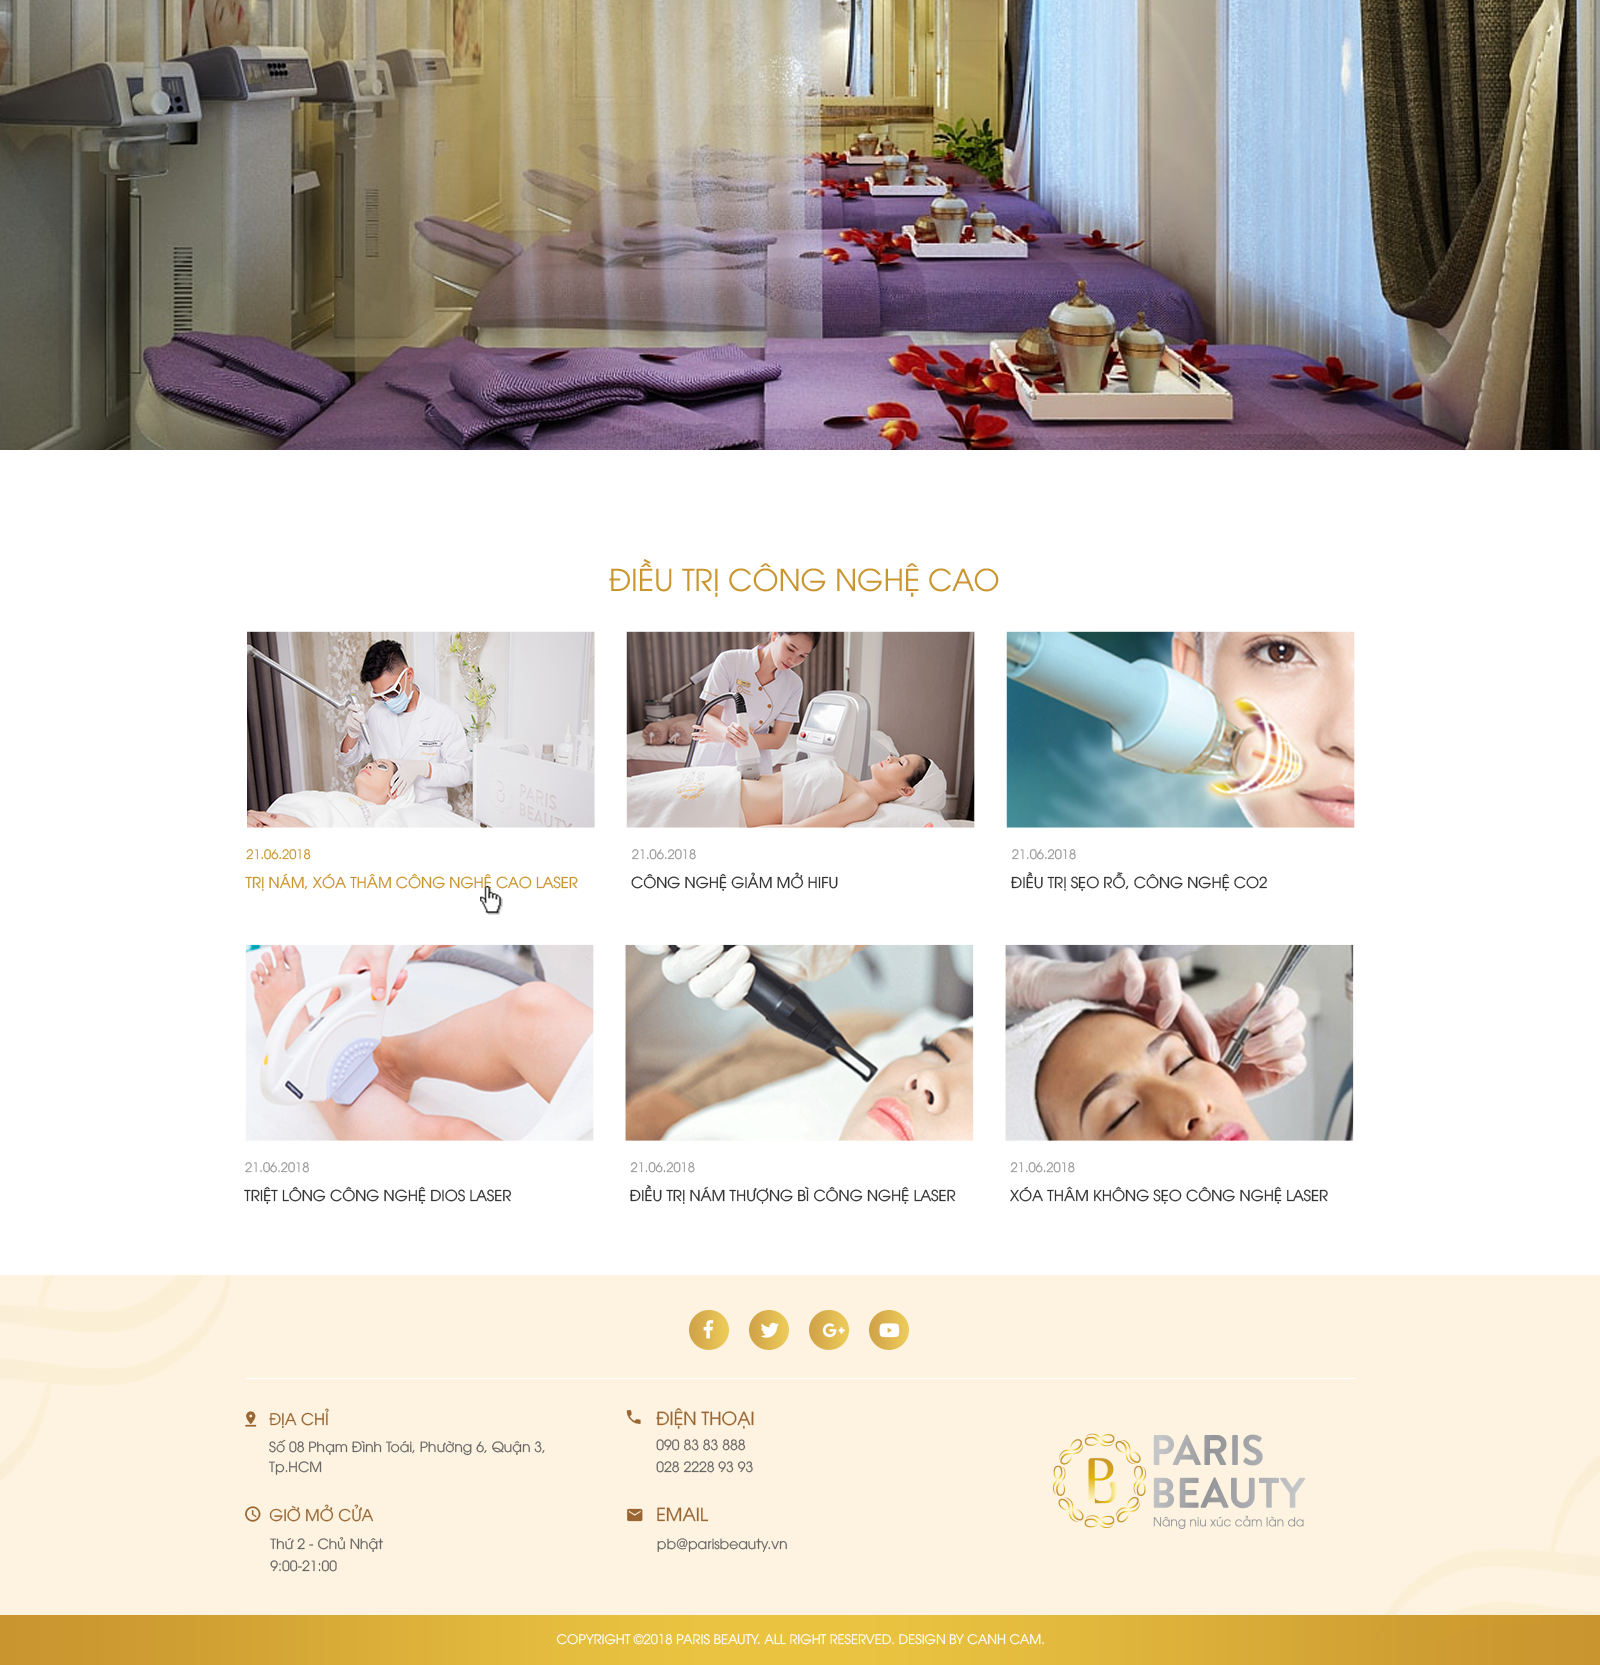 ĐIỀU TRỊ CÔNG NGHỆ CAO
PARIS
BEAUTY
21.06.2018
TRỊ NÁM, XÓA THÂM CÔNG NGHỆ CAO LASER
21.06.2018
CÔNG NGHỆ GIẢM MỞ HIFU
21.06.2018
ĐIỀU TRỊ SẸO RỖ, CÔNG NGHỆ CO2
21.06.2018
TRIỆT LÔNG CÔNG NGHỆ DIOS LASER
21.06.2018
ĐIỀU TRỊ NÁM THƯỢNG BÌ CÔNG NGHỆ LASER
21.06.2018
XÓA THÂM KHÔNG SẸO CÔNG NGHỆ LASER
ĐỊA CHỈ
Số 08 Phạm Đình Toái, Phường 6, Quận 3,
Tp.HCM
GIỜ MỞ CỬA
Thứ 2 - Chủ Nhật
9:00-21:00
ĐIỆN THOẠI
090 83 83 888
028 2228 93 93
EMAIL
pb@parisbeauty.vn
PARIS
BEAUTY
Nâng niu xúc cảm làn da
COPYRIGHT ©2018 PARIS BEAUTY. ALL RIGHT RESERVED. DESIGN BY CANH CAM.